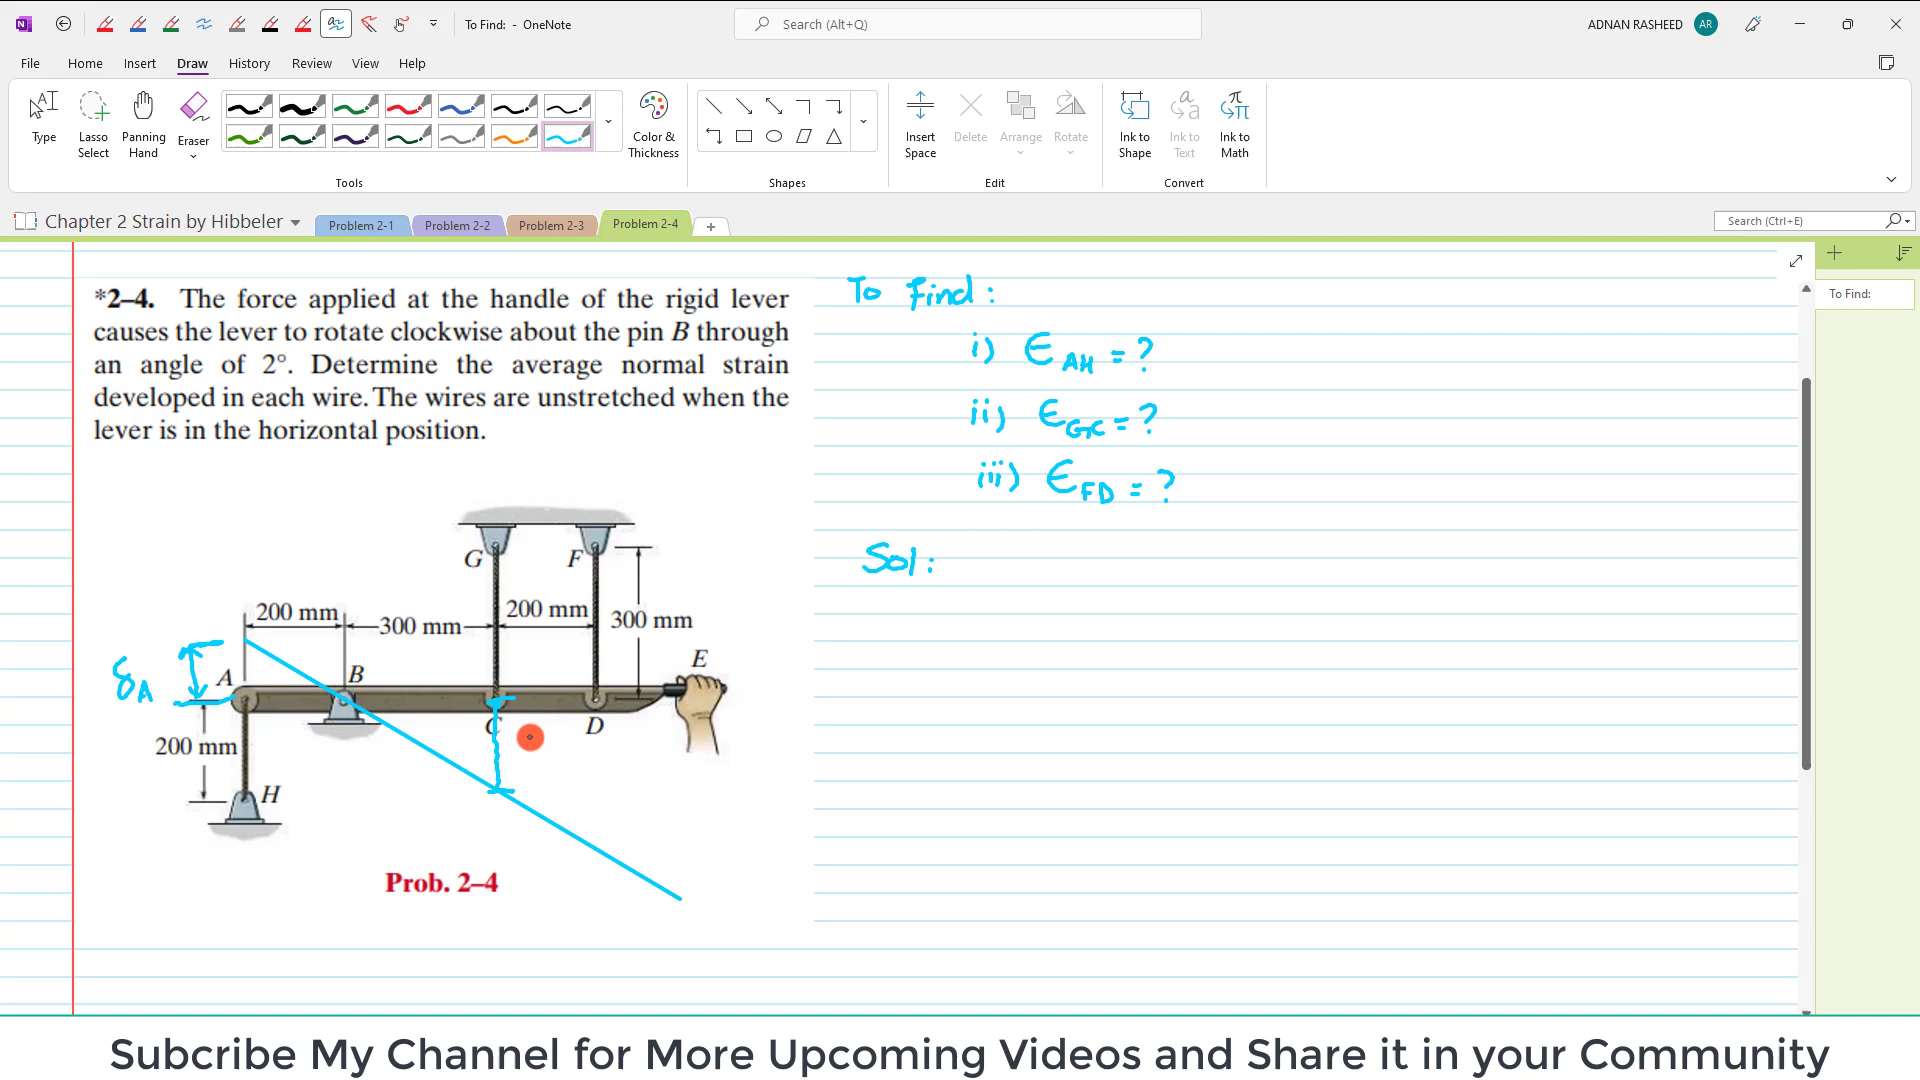 To Find: - OneNote
Search (Alt+Q)
ADNAN RASHEED
AR
File Home Insert Draw History Review View Help
Type
Lasso Select
Panning Hand
Eraser
Color & Thickness
Insert Space
Delete
Arrange
Rotate
Ink to Shape
Ink to Text
Ink to Math
Tools
Shapes
Edit
Convert
Chapter 2 Strain by Hibbeler
Problem 2-1
Problem 2-2
Problem 2-3
Problem 2-4
Search (Ctrl+E)
To Find:
*2–4. The force applied at the handle of the rigid lever
causes the lever to rotate clockwise about the pin B through
an angle of 2°. Determine the average normal strain
developed in each wire. The wires are unstretched when the
lever is in the horizontal position.
G
F
200 mm
300 mm
200 mm
300 mm
E
A
B
δA
C
D
200 mm
H
Prob. 2–4
To Find:
i) ϵAH = ?
ii) ϵGC = ?
iii) ϵFD = ?
Sol:
Subcribe My Channel for More Upcoming Videos and Share it in your Community